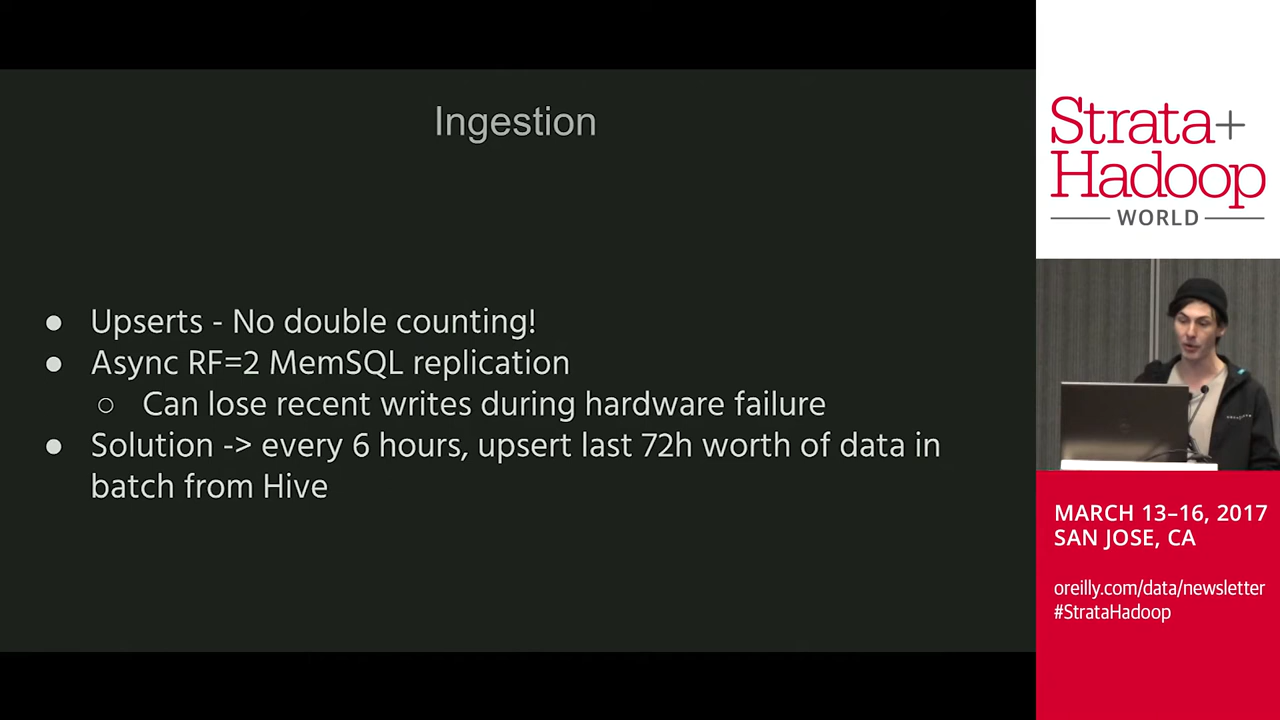 Ingestion
● Upserts - No double counting!
● Async RF=2 MemSQL replication
○ Can lose recent writes during hardware failure
● Solution -> every 6 hours, upsert last 72h worth of data in
batch from Hive
Strata+
Hadoop
WORLD
MARCH 13–16, 2017
SAN JOSE, CA
oreilly.com/data/newsletter
#StrataHadoop